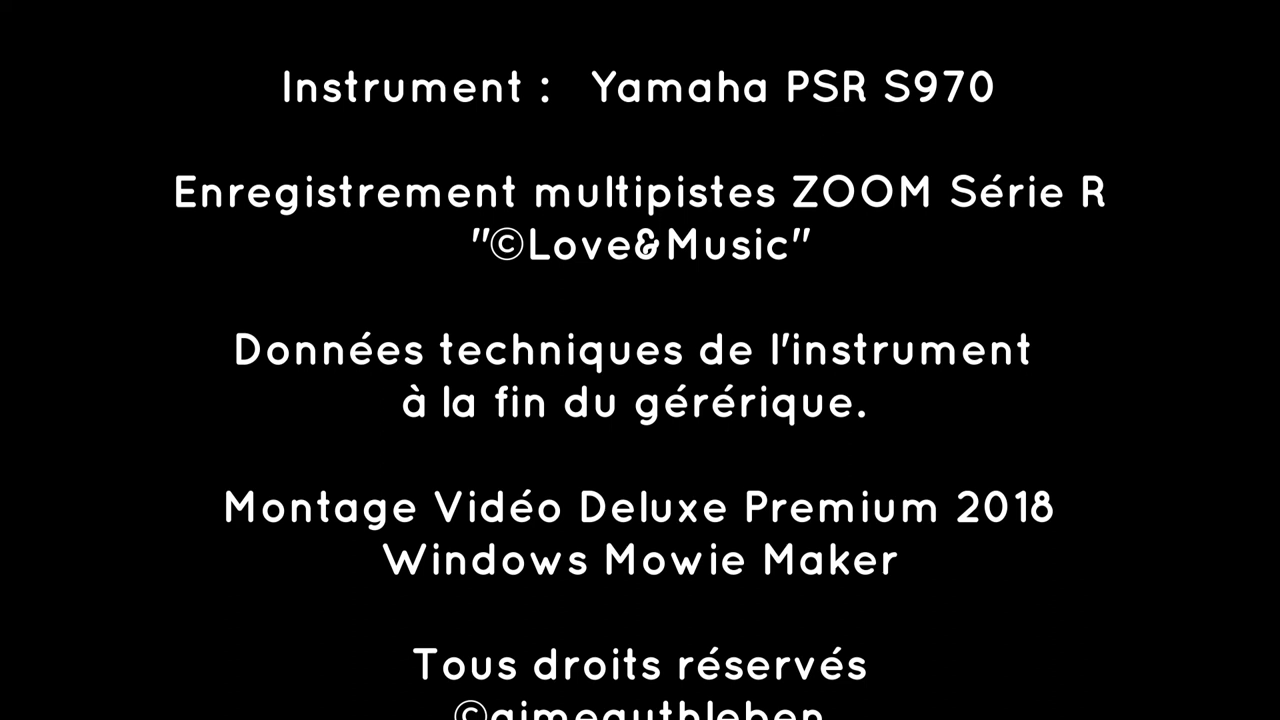 Instrument :   Yamaha PSR S970
Enregistrement multipistes ZOOM Série R
"©Love&Music"
Données techniques de l'instrument
à la fin du gérérique.
Montage Vidéo Deluxe Premium 2018
Windows Mowie Maker
Tous droits réservés